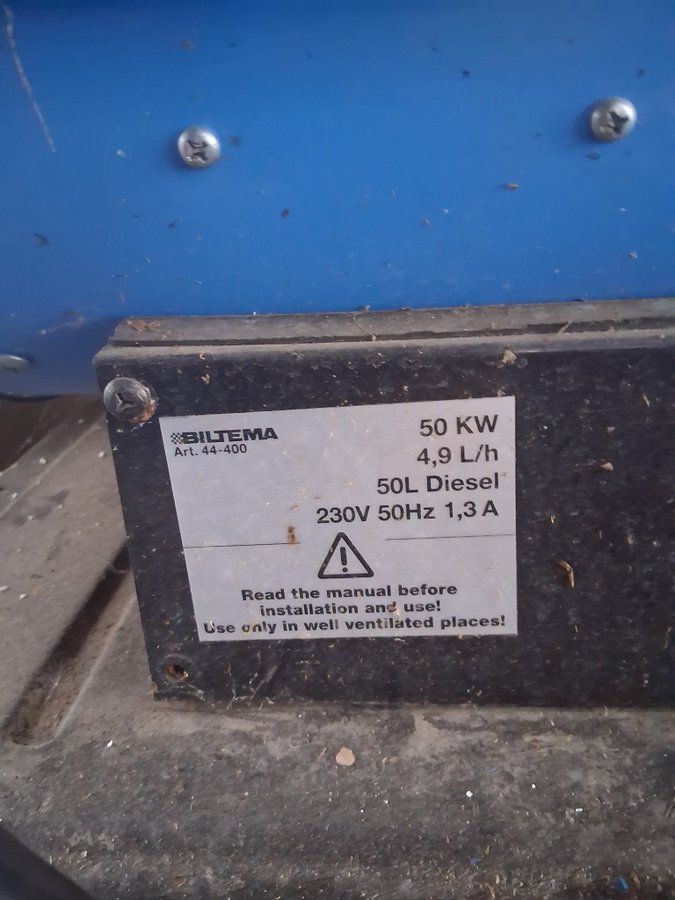 BILTEMA
Art. 44-400
50 KW
4,9 L/h
50L Diesel
230V 50Hz 1,3 A
Read the manual before
installation and use!
Use only in well ventilated places!